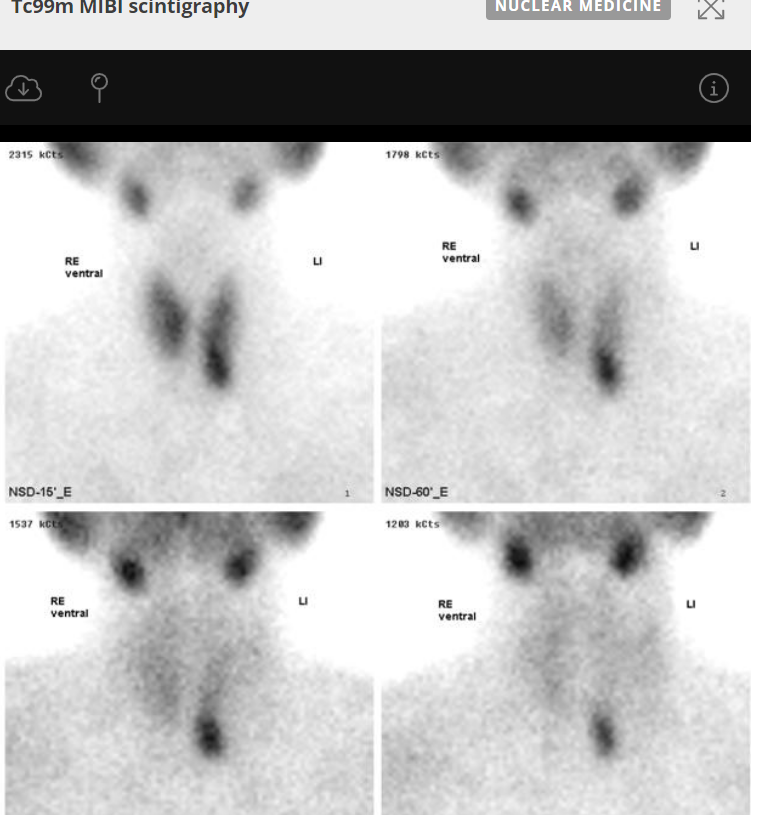 Tc99m MIBI scintigraphy
NUCLEAR MEDICINE
2315 kCts
RE
ventral
LI
NSD-15'_E
1
1798 kCts
RE
ventral
LI
NSD-60'_E
2
1537 kCts
RE
ventral
LI
1203 kCts
RE
ventral
LI